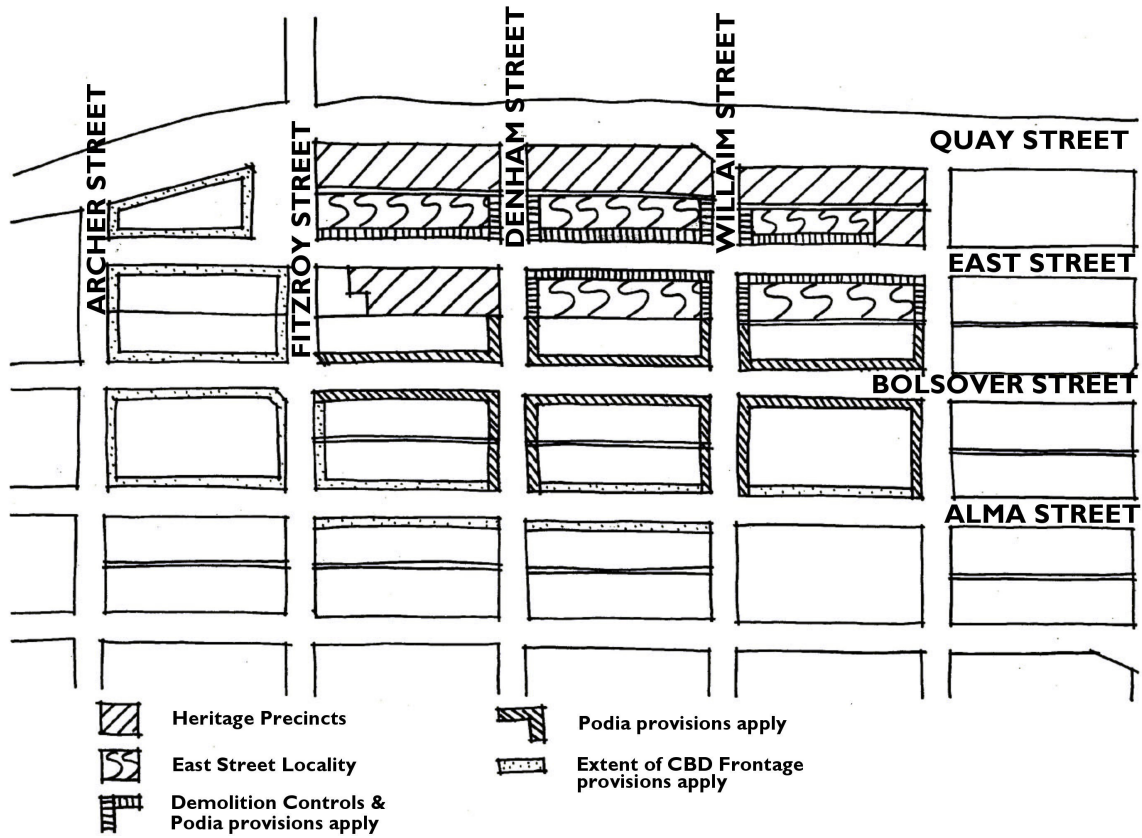 ARCHER STREET
FITZROY STREET
DENHAM STREET
WILLAIM STREET
QUAY STREET
EAST STREET
BOLSOVER STREET
ALMA STREET
Heritage Precincts
East Street Locality
Demolition Controls &
Podia provisions apply
Podia provisions apply
Extent of CBD Frontage
provisions apply